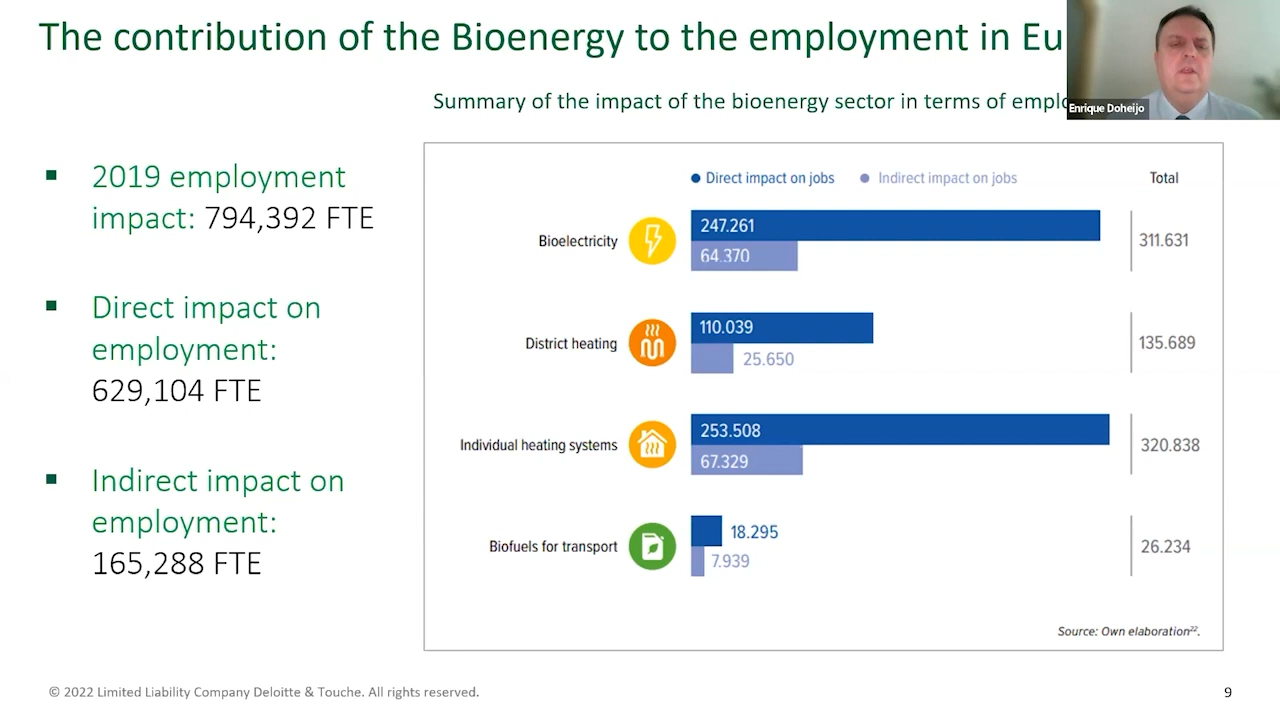 The contribution of the Bioenergy to the employment in Eu
Enrique Doheijo
Summary of the impact of the bioenergy sector in terms of emplo
▪ 2019 employment
impact: 794,392 FTE
▪ Direct impact on
employment:
629,104 FTE
▪ Indirect impact on
employment:
165,288 FTE
Direct impact on jobs Indirect impact on jobs Total
Bioelectricity 247.261 64.370 311.631
District heating 110.039 25.650 135.689
Individual heating systems 253.508 67.329 320.838
Biofuels for transport 18.295 7.939 26.234
Source: Own elaboration²².
© 2022 Limited Liability Company Deloitte & Touche. All rights reserved.
9